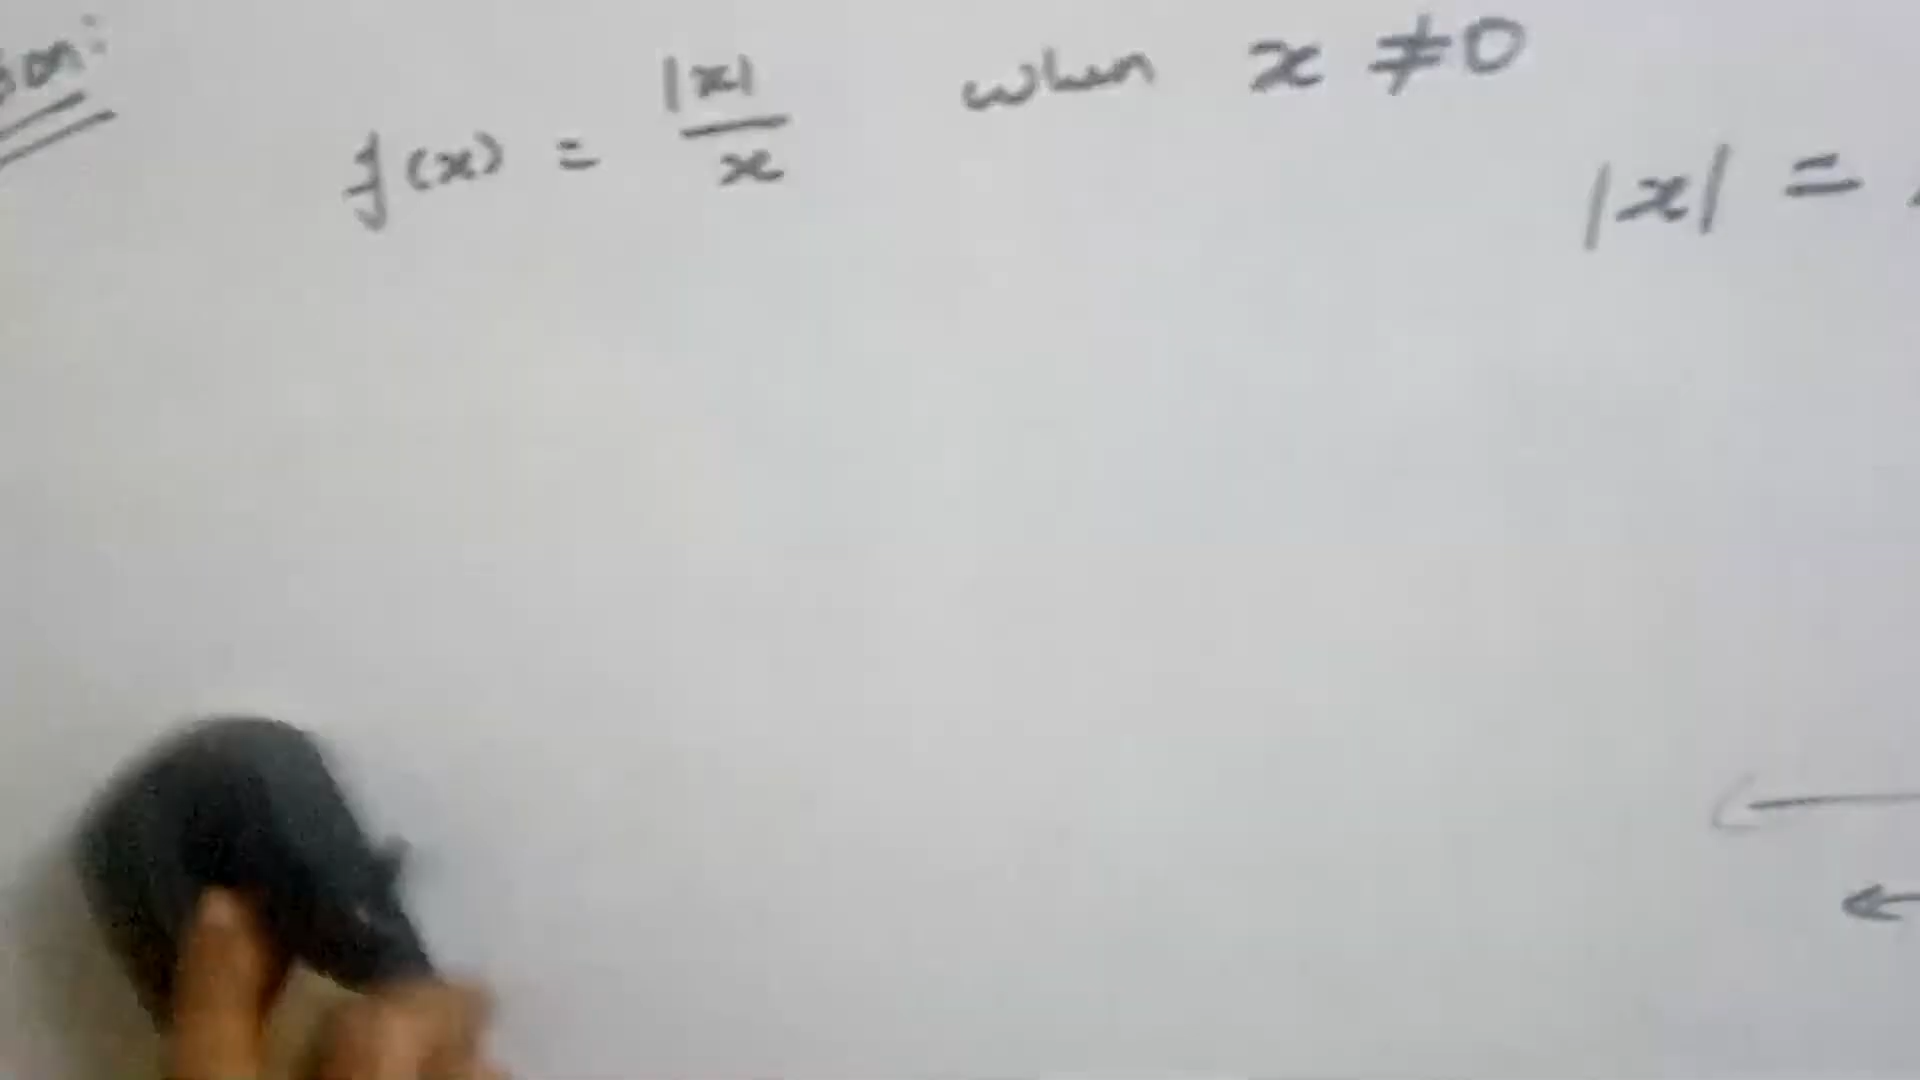 f(x) = |x|/x when x ≠ 0
|x| =